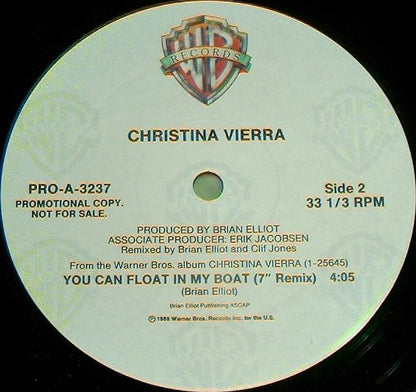 WB
RECORDS
CHRISTINA VIERRA
PRO-A-3237
PROMOTIONAL COPY.
NOT FOR SALE.
Side 2
33 1/3 RPM
PRODUCED BY BRIAN ELLIOT
ASSOCIATE PRODUCER: ERIK JACOBSEN
Remixed by Brian Elliot and Clif Jones
From the Warner Bros. album CHRISTINA VIERRA (1-25645)
YOU CAN FLOAT IN MY BOAT (7" Remix) 4:05
(Brian Elliot)
Brian Elliot Publishing ASCAP
© 1988 Warner Bros. Records Inc. for the U.S.